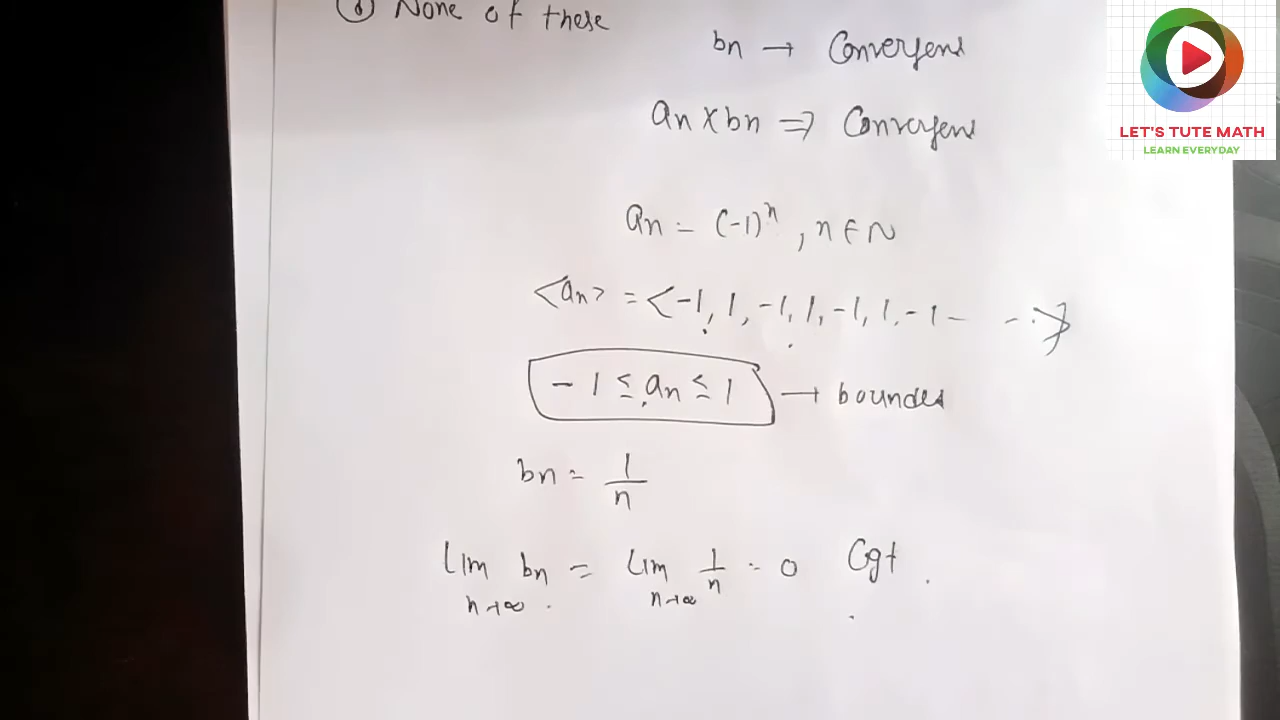 (d) None of these
bn → Convergent
an × bn ⇒ Convergent
LET'S TUTE MATH
LEARN EVERYDAY
an = (-1)^n , n ∈ N
<an> = <-1, 1, -1, 1, -1, 1, -1 - - ...>
-1 ≤ an ≤ 1 → bounded
bn = 1/n
Lim n→∞ bn = Lim n→∞ 1/n = 0 Cgt.